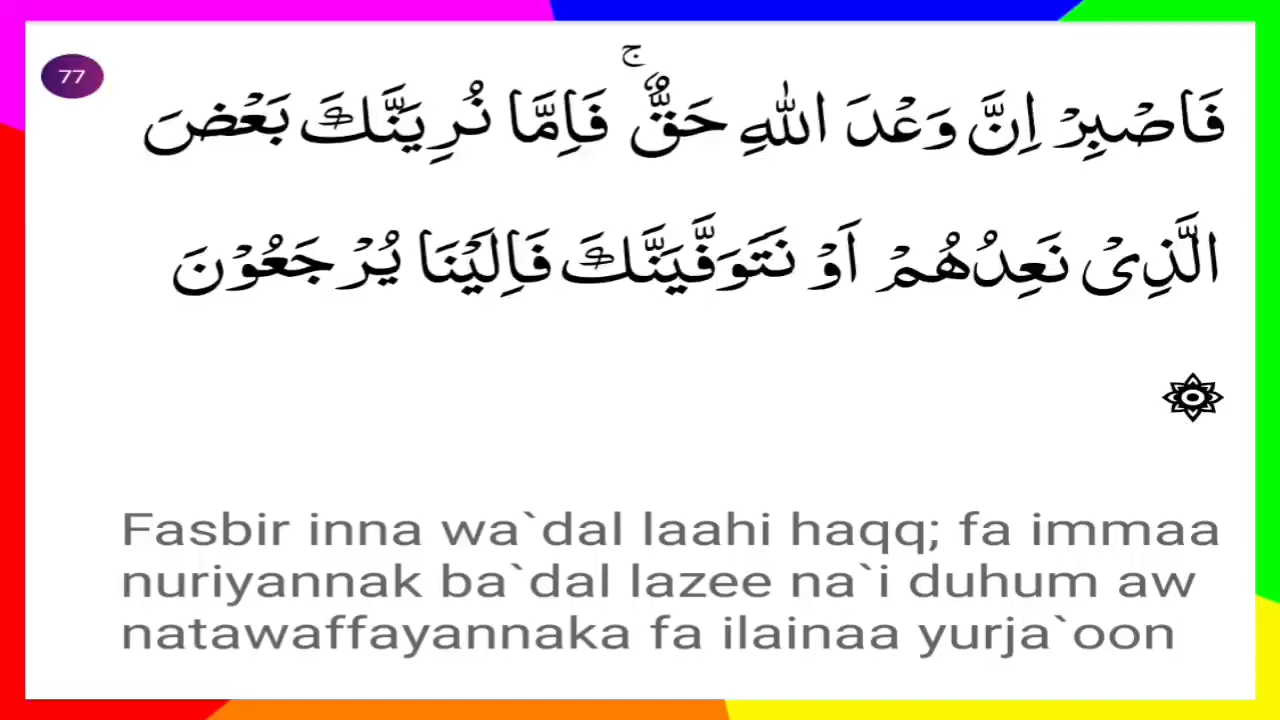 77
فَاصْبِرْ اِنَّ وَعْدَ اللّٰهِ حَقٌّ ۚ فَاِمَّا نُرِيَنَّكَ بَعْضَ
الَّذِىْ نَعِدُهُمْ اَوْ نَتَوَفَّيَنَّكَ فَاِلَيْنَا يُرْجَعُوْنَ
Fasbir inna wa`dal laahi haqq; fa immaa
nuriyannak ba`dal lazee na`i duhum aw
natawaffayannaka fa ilainaa yurja`oon